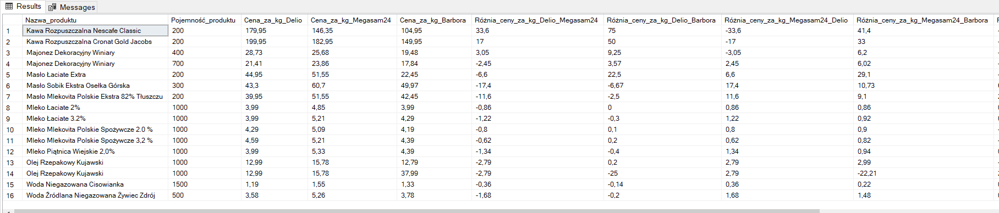 Results Messages
Nazwa_produktu Pojemność_produktu Cena_za_kg_Delio Cena_za_kg_Megasam24 Cena_za_kg_Barbora Różnia_ceny_za_kg_Delio_Megasam24 Różnia_ceny_za_kg_Delio_Barbora Różnia_ceny_za_kg_Megasam24_Delio Różnia_ceny_za_kg_Megasam24_Barbora
1 Kawa Rozpuszczalna Nescafe Classic 200 179,95 146,35 104,95 33,6 75 -33,6 41,4
2 Kawa Rozpuszczalna Cronat Gold Jacobs 200 199,95 182,95 149,95 17 50 -17 33
3 Majonez Dekoracyjny Winiary 400 28,73 25,68 19,48 3,05 9,25 -3,05 6,2
4 Majonez Dekoracyjny Winiary 700 21,41 23,86 17,84 -2,45 3,57 2,45 6,02
5 Masło Łaciate Extra 200 44,95 51,55 22,45 -6,6 22,5 6,6 29,1
6 Masło Sobik Ekstra Osełka Górska 300 43,3 60,7 49,97 -17,4 -6,67 17,4 10,73
7 Masło Mlekovita Polskie Ekstra 82% Tłuszczu 200 39,95 51,55 42,45 -11,6 -2,5 11,6 9,1
8 Mleko Łaciate 2% 1000 3,99 4,85 3,99 -0,86 0 0,86 0,86
9 Mleko Łaciate 3.2% 1000 3,99 5,21 4,29 -1,22 -0,3 1,22 0,92
10 Mleko Mlekovita Polskie Spożywcze 2.0 % 1000 4,29 5,09 4,19 -0,8 0,1 0,8 0,9
11 Mleko Mlekovita Polskie Spożywcze 3,2 % 1000 4,59 5,21 4,39 -0,62 0,2 0,62 0,82
12 Mleko Piątnica Wiejskie 2,0% 1000 3,99 5,33 4,39 -1,34 -0,4 1,34 0,94
13 Olej Rzepakowy Kujawski 1000 12,99 15,78 12,79 -2,79 0,2 2,79 2,99
14 Olej Rzepakowy Kujawski 1000 12,99 15,78 37,99 -2,79 -25 2,79 -22,21
15 Woda Niegazowana Cisowianka 1500 1,19 1,55 1,33 -0,36 -0,14 0,36 0,22
16 Woda Źródlana Niegazowana Żywiec Zdrój 500 3,58 5,26 3,78 -1,68 -0,2 1,68 1,48